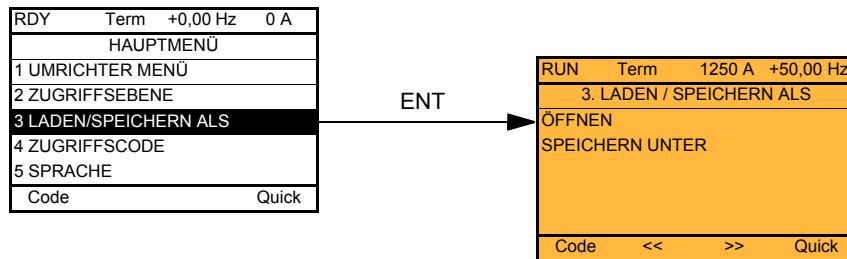 RDY Term +0,00 Hz 0 A
HAUPTMENÜ
1 UMRICHTER MENÜ
2 ZUGRIFFSEBENE
3 LADEN/SPEICHERN ALS
4 ZUGRIFFSCODE
5 SPRACHE
Code Quick
ENT
RUN Term 1250 A +50,00 Hz
3. LADEN / SPEICHERN ALS
ÖFFNEN
SPEICHERN UNTER
Code << >> Quick